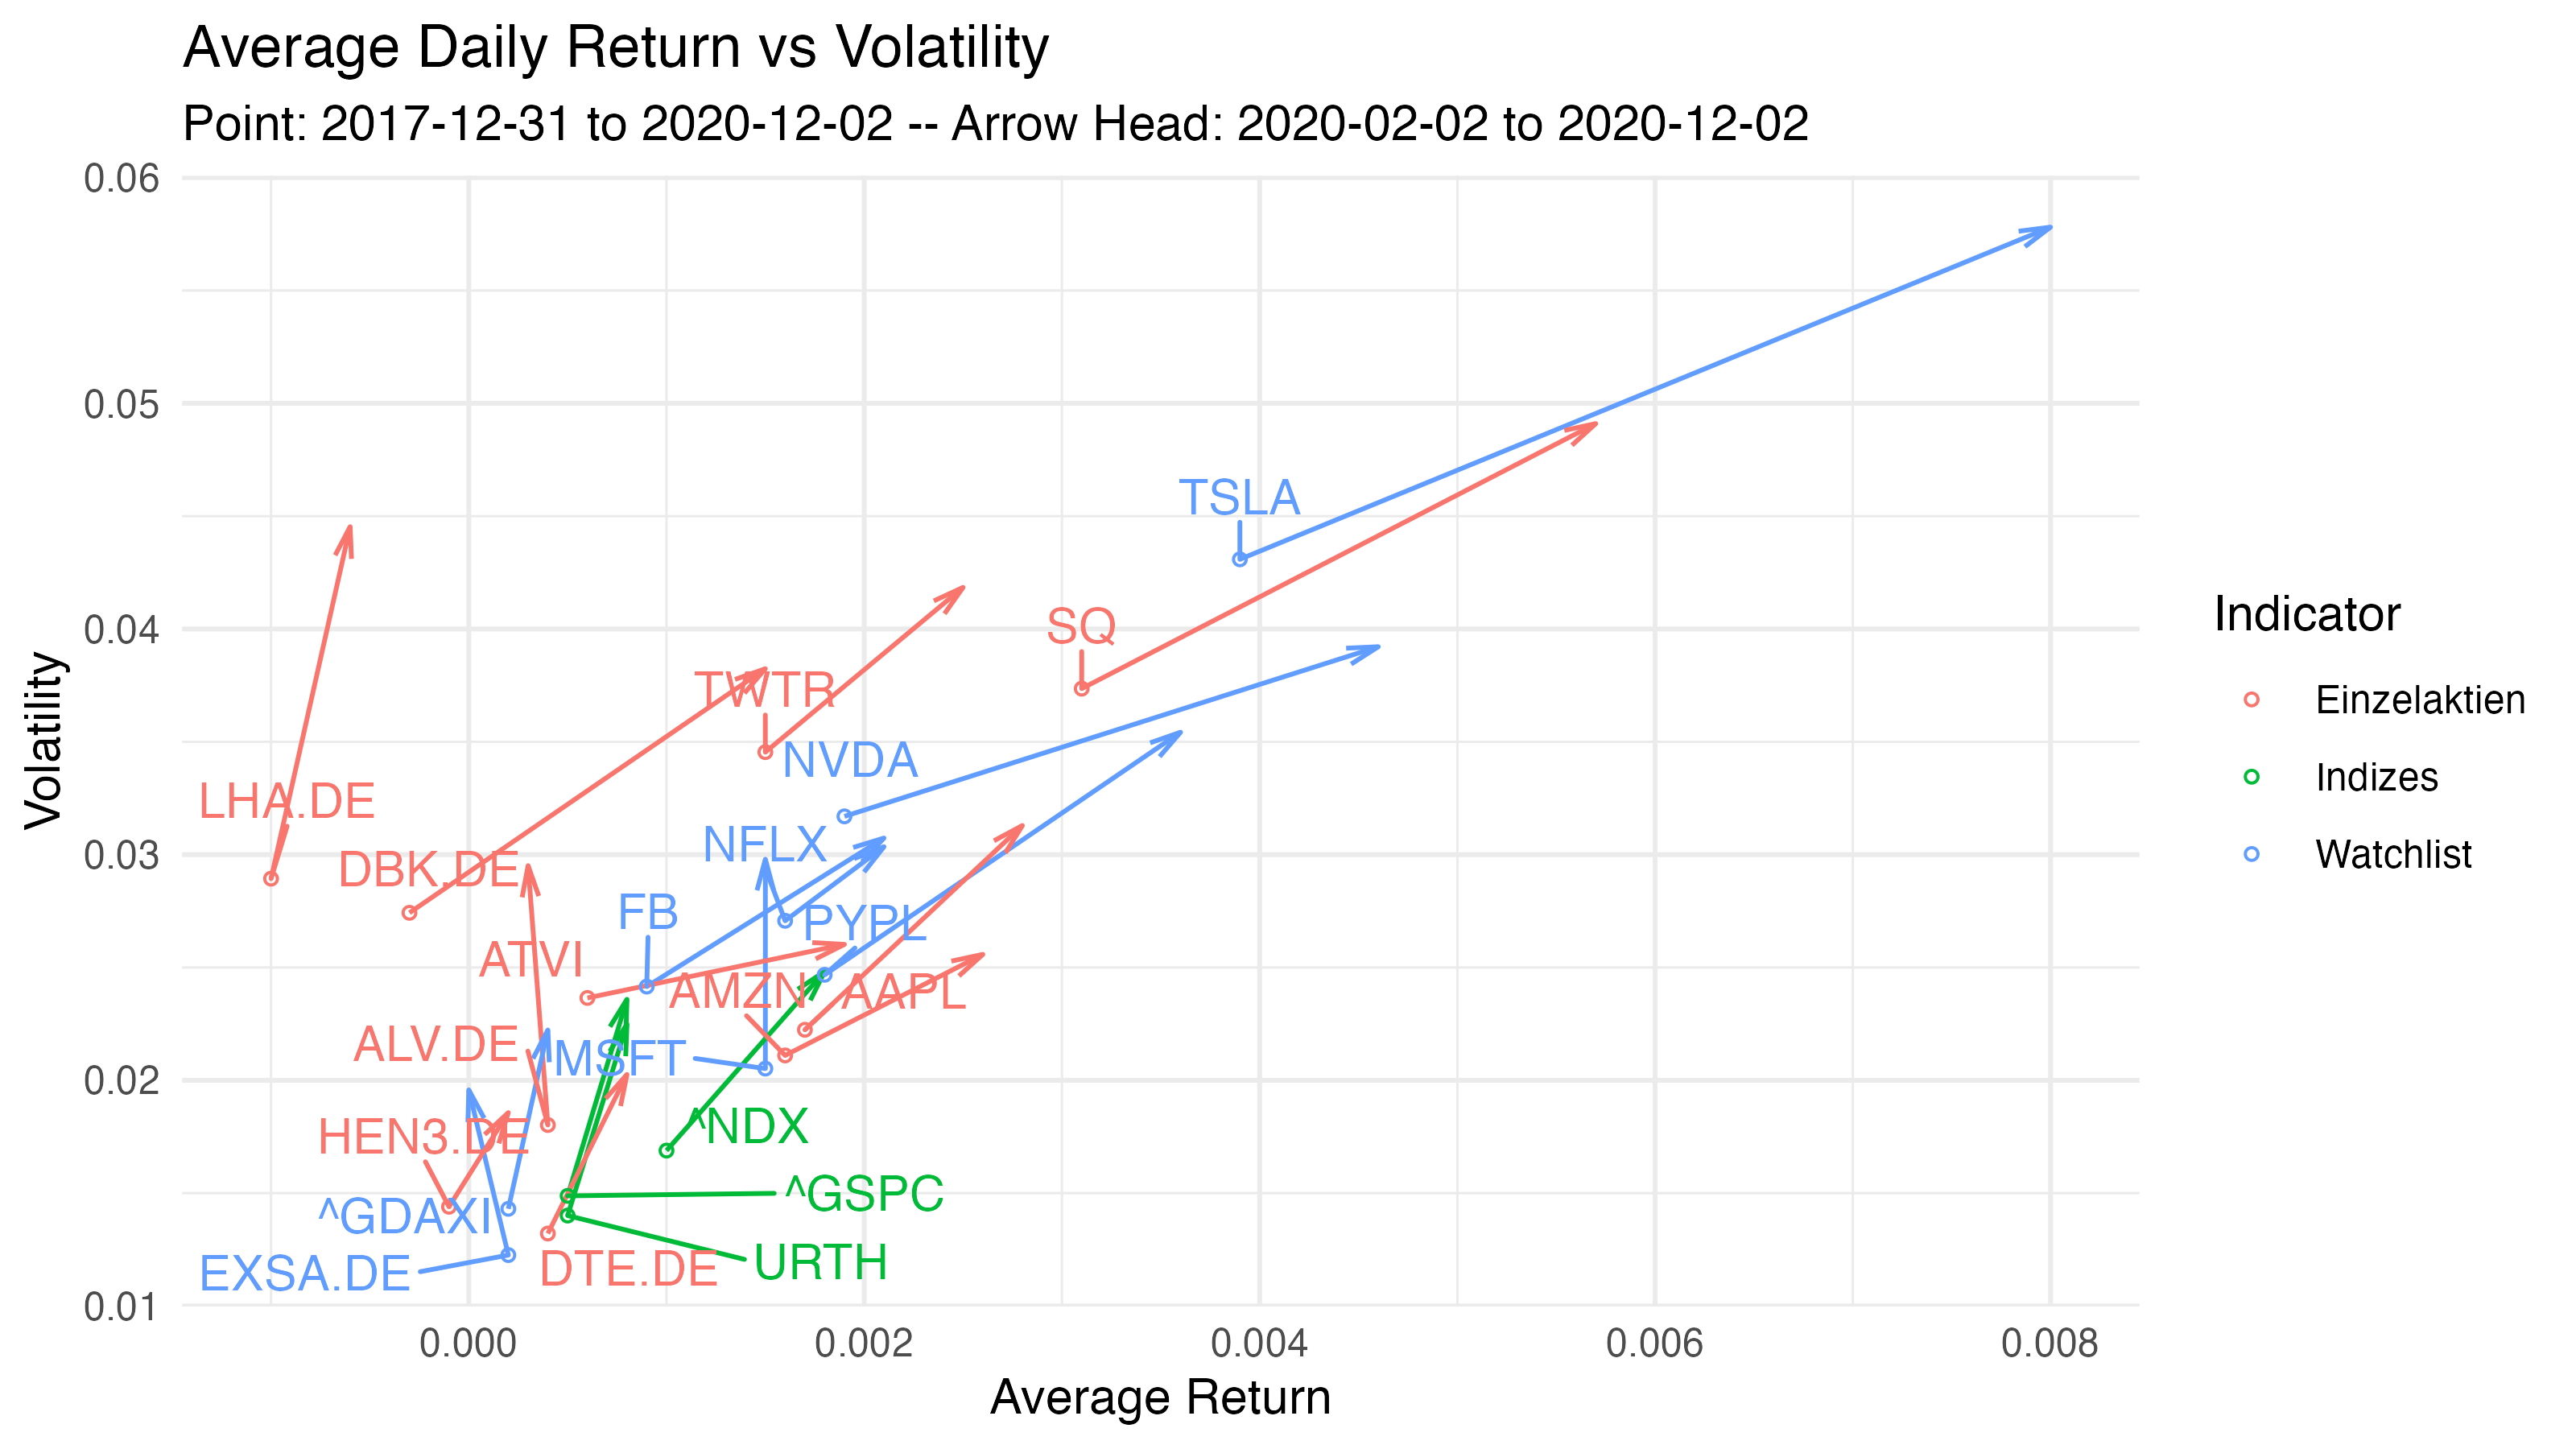 Average Daily Return vs Volatility
Point: 2017-12-31 to 2020-12-02 -- Arrow Head: 2020-02-02 to 2020-12-02
0.06
0.05
0.04
0.03
0.02
0.01
Volatility
TSLA
SQ
TWTR
NVDA
LHA.DE
NFLX
DBK.DE
FB
PYPL
ATVI
AMZN
AAPL
ALV.DE
MSFT
^NDX
HEN3.DE
^GSPC
^GDAXI
URTH
DTE.DE
EXSA.DE
0.000
0.002
0.004
0.006
0.008
Average Return
Indicator
Einzelaktien
Indizes
Watchlist